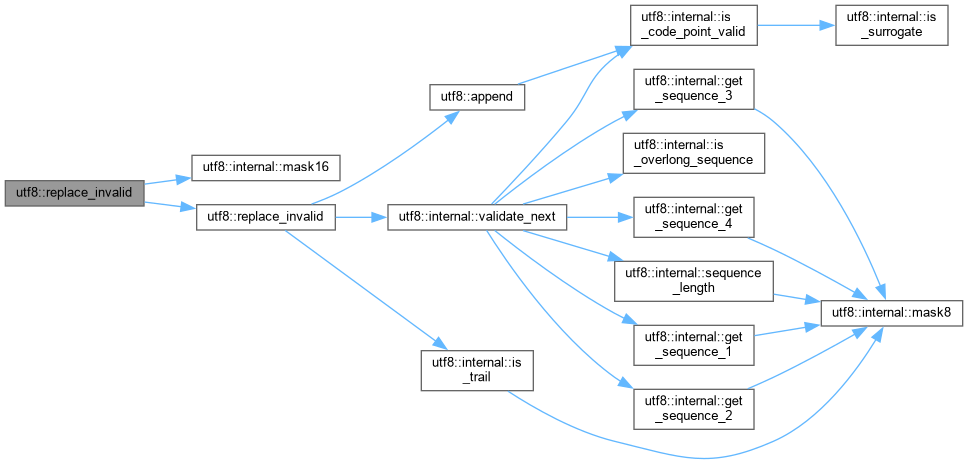 utf8::internal::is
_code_point_valid
utf8::internal::is
_surrogate
utf8::internal::get
_sequence_3
utf8::append
utf8::internal::is
_overlong_sequence
utf8::internal::mask16
utf8::replace_invalid
utf8::replace_invalid
utf8::internal::validate_next
utf8::internal::get
_sequence_4
utf8::internal::sequence
_length
utf8::internal::mask8
utf8::internal::get
_sequence_1
utf8::internal::is
_trail
utf8::internal::get
_sequence_2